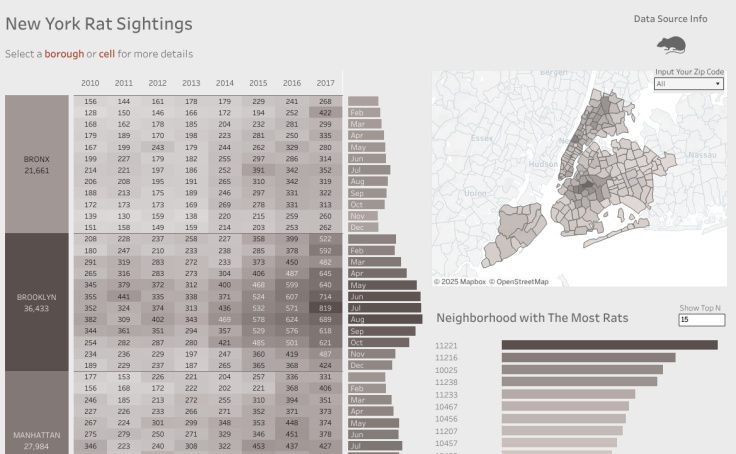 New York Rat Sightings
Data Source Info
Select a borough or cell for more details
Input Your Zip Code
All
2010 2011 2012 2013 2014 2015 2016 2017
156 144 161 178 179 229 241 268
128 150 146 166 172 194 252 422 Feb
168 162 178 185 204 232 281 299 Mar
179 189 170 198 223 281 250 335 Apr
167 199 243 179 244 262 329 280 May
199 227 179 182 255 297 286 314 Jun
BRONX
21,661
214 221 197 186 252 391 342 352 Jul
206 208 195 191 265 310 342 319 Aug
188 213 175 189 246 297 331 322 Sep
172 174 173 169 269 278 331 313 Oct
139 130 159 138 220 215 259 260 Nov
151 158 149 159 214 203 253 262 Dec
208 228 237 258 227 358 399 522
180 247 210 233 238 285 378 592 Feb
291 319 283 272 233 373 450 482 Mar
265 316 283 273 304 406 487 645 Apr
345 379 372 312 400 468 599 640 May
355 441 335 338 371 524 607 714 Jun
BROOKLYN
36,433
352 324 374 313 436 532 571 819 Jul
382 309 402 343 469 578 624 689 Aug
344 361 351 294 357 529 576 618 Sep
254 282 287 280 421 485 501 621 Oct
234 236 229 197 247 360 419 487 Nov
189 229 237 187 265 365 368 424 Dec
177 153 226 221 204 257 336 331
156 168 172 222 202 221 368 406 Feb
246 185 213 272 255 310 394 351 Mar
227 226 233 266 271 352 371 373 Apr
267 224 301 299 348 353 448 374 May
275 279 250 271 329 346 451 378 Jun
346 223 240 308 322 453 437 427 Jul
MANHATTAN
27,984
Bergen
Essex
Hudson
Union
Nassau
© 2025 Mapbox © OpenStreetMap
Show Top N
15
Neighborhood with The Most Rats
11221
11216
10025
11238
11233
10467
10456
11207
10457